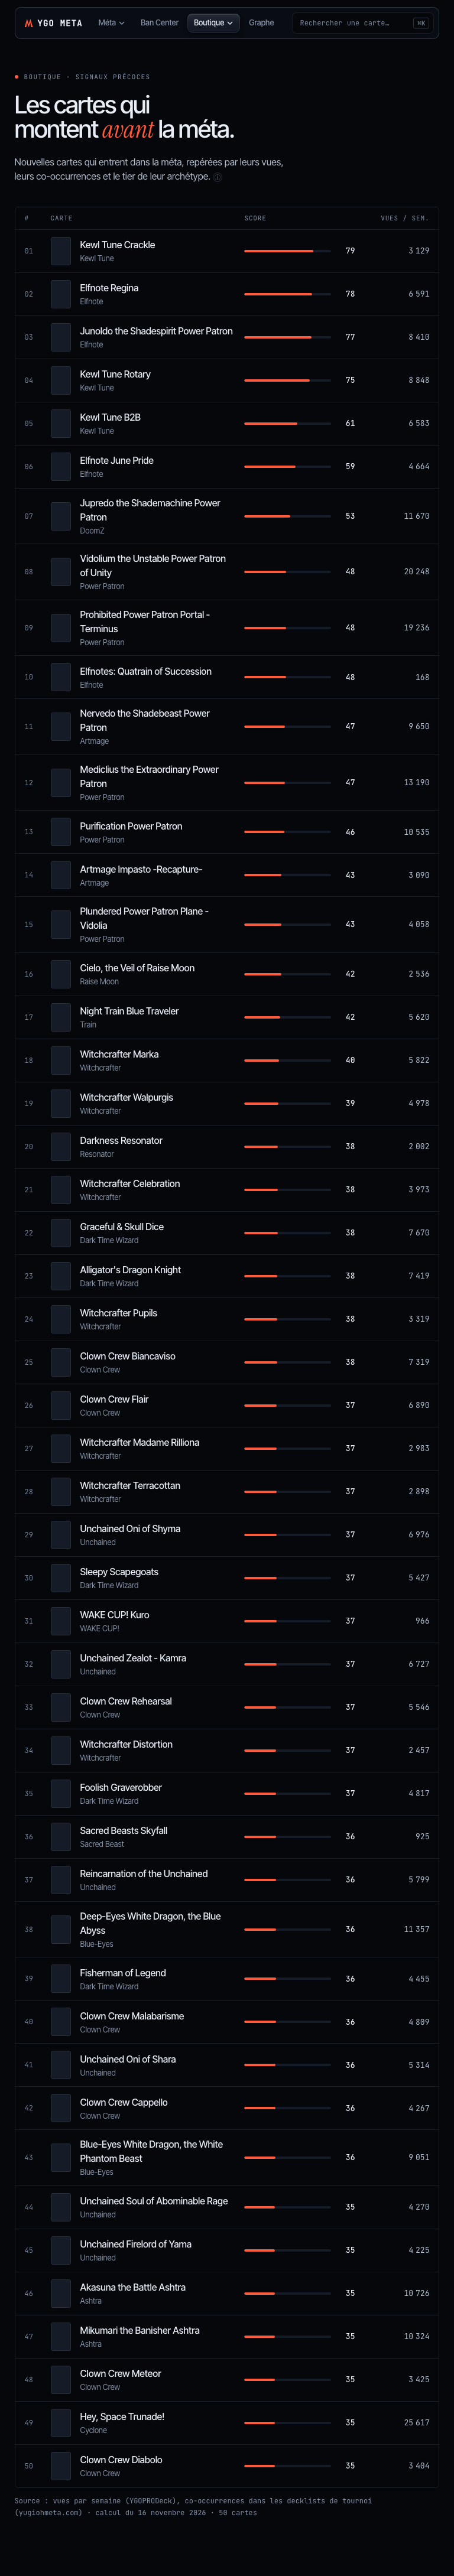 YGO META Méta Ban Center Boutique Graphe Rechercher une carte… ⌘K
BOUTIQUE · SIGNAUX PRÉCOCES
Les cartes qui
montent avant la méta.
Nouvelles cartes qui entrent dans la méta, repérées par leurs vues,
leurs co-occurrences et le tier de leur archétype.
# CARTE SCORE VUES / SEM.
01 Kewl Tune Crackle 79 3 129
Kewl Tune
02 Elfnote Regina 78 6 591
Elfnote
03 Junoldo the Shadespirit Power Patron 77 8 410
Elfnote
04 Kewl Tune Rotary 75 8 848
Kewl Tune
05 Kewl Tune B2B 61 6 583
Kewl Tune
06 Elfnote June Pride 59 4 664
Elfnote
07 Jupredo the Shademachine Power
Patron 53 11 670
DoomZ
08 Vidolium the Unstable Power Patron
of Unity 48 20 248
Power Patron
09 Prohibited Power Patron Portal -
Terminus 48 19 236
Power Patron
10 Elfnotes: Quatrain of Succession 48 168
Elfnote
11 Nervedo the Shadebeast Power
Patron 47 9 650
Artmage
12 Mediclius the Extraordinary Power
Patron 47 13 190
Power Patron
13 Purification Power Patron 46 10 535
Power Patron
14 Artmage Impasto -Recapture- 43 3 090
Artmage
15 Plundered Power Patron Plane -
Vidolia 43 4 058
Power Patron
16 Cielo, the Veil of Raise Moon 42 2 536
Raise Moon
17 Night Train Blue Traveler 42 5 620
Train
18 Witchcrafter Marka 40 5 822
Witchcrafter
19 Witchcrafter Walpurgis 39 4 978
Witchcrafter
20 Darkness Resonator 38 2 002
Resonator
21 Witchcrafter Celebration 38 3 973
Witchcrafter
22 Graceful & Skull Dice 38 7 670
Dark Time Wizard
23 Alligator's Dragon Knight 38 7 419
Dark Time Wizard
24 Witchcrafter Pupils 38 3 319
Witchcrafter
25 Clown Crew Biancaviso 38 7 319
Clown Crew
26 Clown Crew Flair 37 6 890
Clown Crew
27 Witchcrafter Madame Rilliona 37 2 983
Witchcrafter
28 Witchcrafter Terracottan 37 2 898
Witchcrafter
29 Unchained Oni of Shyma 37 6 976
Unchained
30 Sleepy Scapegoats 37 5 427
Dark Time Wizard
31 WAKE CUP! Kuro 37 966
WAKE CUP!
32 Unchained Zealot - Kamra 37 6 727
Unchained
33 Clown Crew Rehearsal 37 5 546
Clown Crew
34 Witchcrafter Distortion 37 2 457
Witchcrafter
35 Foolish Graverobber 37 4 817
Dark Time Wizard
36 Sacred Beasts Skyfall 36 925
Sacred Beast
37 Reincarnation of the Unchained 36 5 799
Unchained
38 Deep-Eyes White Dragon, the Blue
Abyss 36 11 357
Blue-Eyes
39 Fisherman of Legend 36 4 455
Dark Time Wizard
40 Clown Crew Malabarisme 36 4 809
Clown Crew
41 Unchained Oni of Shara 36 5 314
Unchained
42 Clown Crew Cappello 36 4 267
Clown Crew
43 Blue-Eyes White Dragon, the White
Phantom Beast 36 9 051
Blue-Eyes
44 Unchained Soul of Abominable Rage 35 4 270
Unchained
45 Unchained Firelord of Yama 35 4 225
Unchained
46 Akasuna the Battle Ashtra 35 10 726
Ashtra
47 Mikumari the Banisher Ashtra 35 10 324
Ashtra
48 Clown Crew Meteor 35 3 425
Clown Crew
49 Hey, Space Trunade! 35 25 617
Cyclone
50 Clown Crew Diabolo 35 3 404
Clown Crew
Source : vues par semaine (YGOPRODeck), co-occurrences dans les decklists de tournoi
(yugiohmeta.com) · calcul du 16 novembre 2026 · 50 cartes